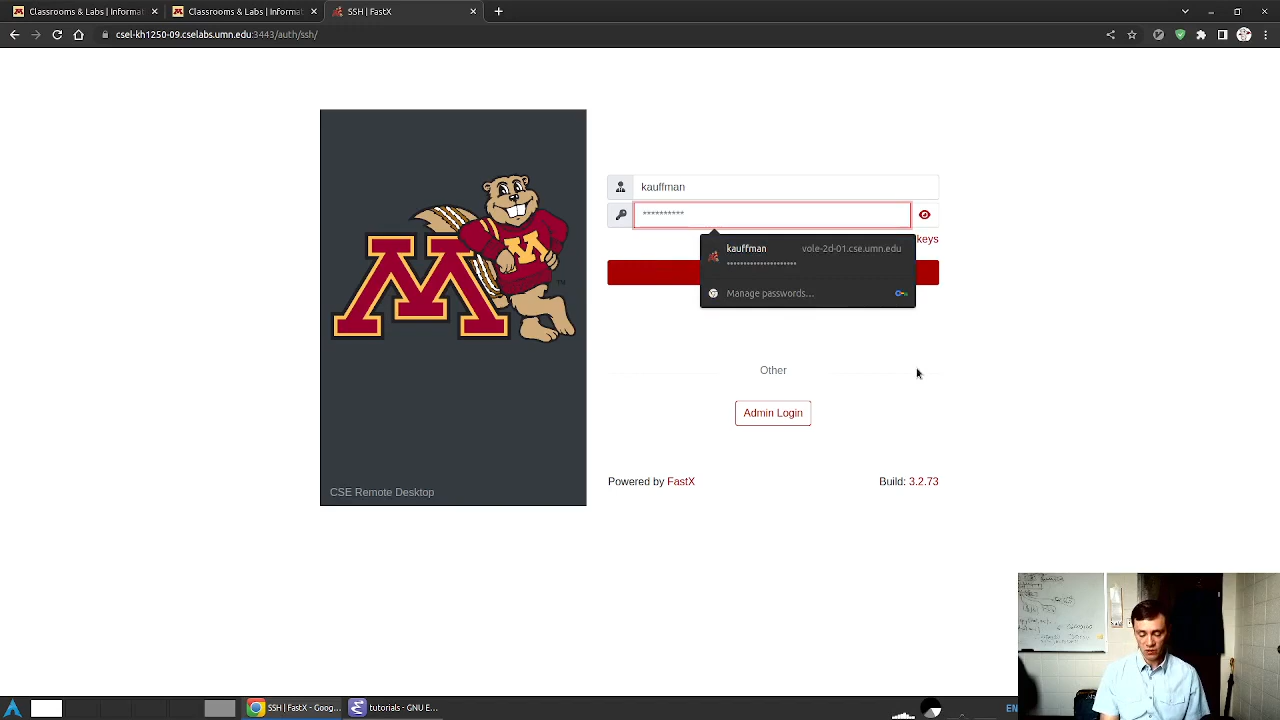 Classrooms & Labs | Informat
Classrooms & Labs | Informat
SSH | FastX
csel-kh1250-09.cselabs.umn.edu:3443/auth/ssh/
kauffman
**********
keys
kauffman
vole-2d-01.cse.umn.edu
Manage passwords…
Other
Admin Login
M
M
TM
CSE Remote Desktop
Powered by FastX
Build: 3.2.73
SSH | FastX - Goog...
tutorials - GNU E...
EN